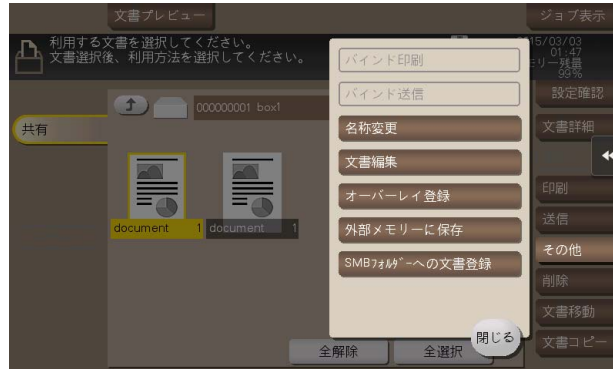 文書プレビュー
ジョブ表示
利用する文書を選択してください。
文書選択後、利用方法を選択してください。
15/03/03
01:47
モリー残量
99%
000000001 box1
共有
document 1
document 1
バインド印刷
バインド送信
名称変更
文書編集
オーバーレイ登録
外部メモリーに保存
SMBﾌｫﾙﾀﾞｰへの文書登録
閉じる
設定確認
文書詳細
印刷
送信
その他
削除
文書移動
文書コピー
全解除
全選択